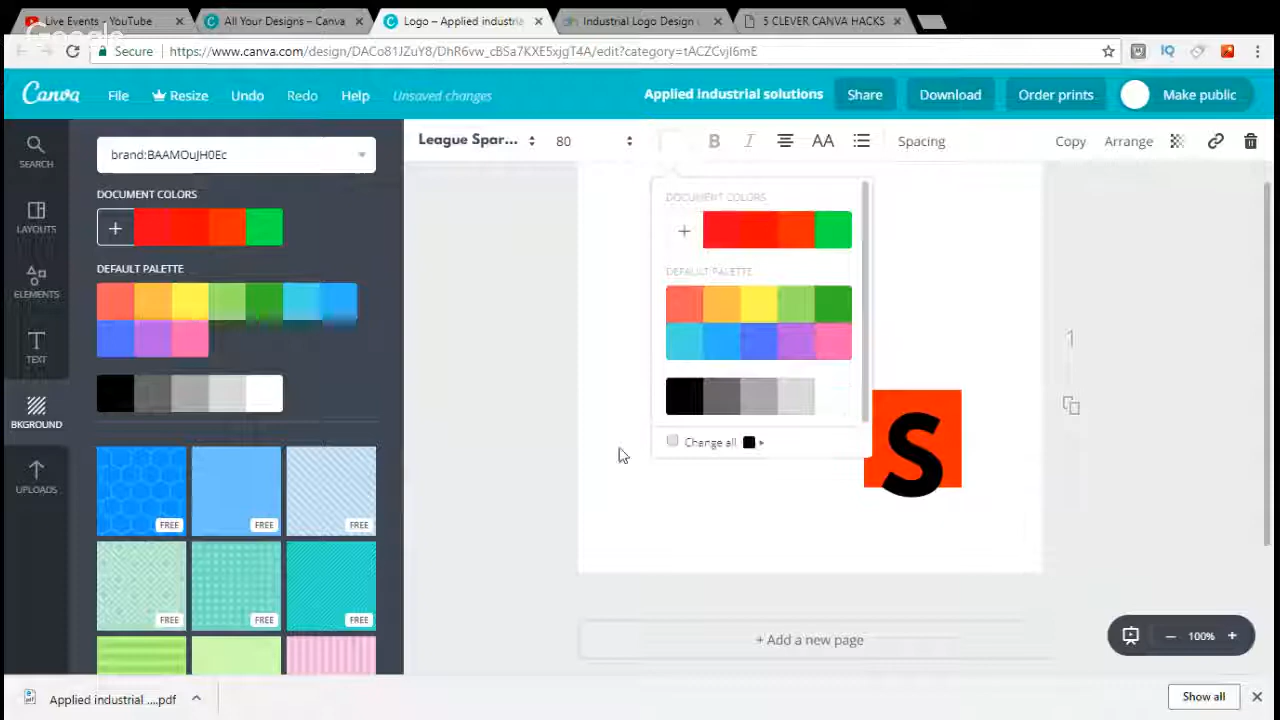 Live Events - YouTube
All Your Designs – Canva
Logo – Applied industria
Industrial Logo Design
5 CLEVER CANVA HACKS
Google
Secure
https://www.canva.com/design/DACo81JZuY8/DhR6vw_cBSa7KXE5xjgT4A/edit?category=tACZCvjI6mE
IQ
Canva
File
Resize
Undo
Redo
Help
Unsaved changes
Applied industrial solutions
Share
Download
Order prints
Make public
SEARCH
LAYOUTS
ELEMENTS
TEXT
BKGROUND
UPLOADS
brand:BAAMOuJH0Ec
DOCUMENT COLORS
+
DEFAULT PALETTE
FREE
FREE
FREE
FREE
FREE
FREE
League Spar...
80
B
I
AA
Spacing
Copy
Arrange
DOCUMENT COLORS
+
DEFAULT PALETTE
Change all
S
1
+ Add a new page
100%
Applied industrial ....pdf
Show all